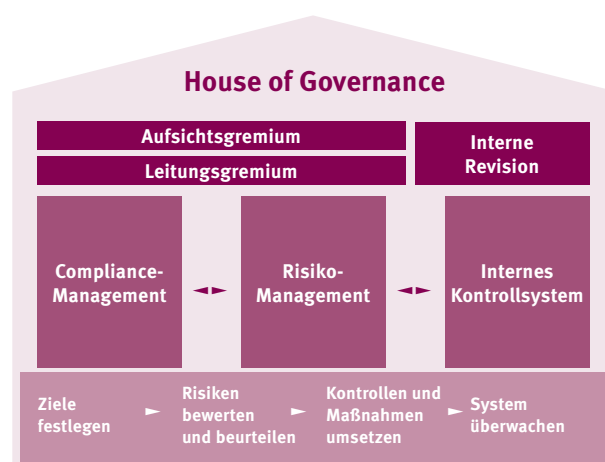 House of Governance
Aufsichtsgremium
Leitungsgremium
Interne
Revision
Compliance-
Management
Risiko-
Management
Internes
Kontrollsystem
Ziele
festlegen
Risiken
bewerten
und beurteilen
Kontrollen und
Maßnahmen
umsetzen
System
überwachen